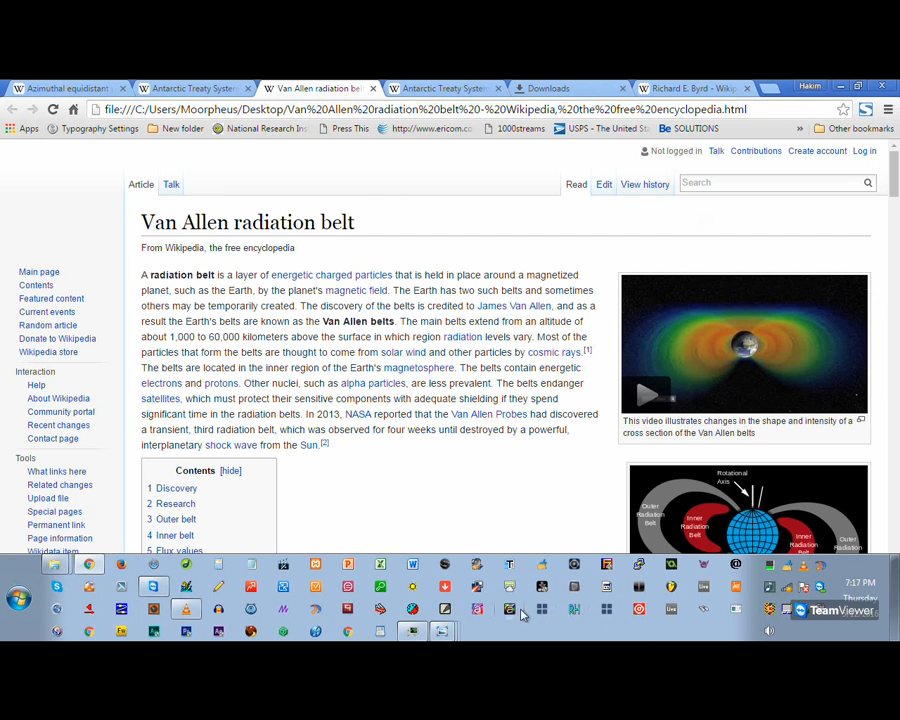 Azimuthal equidistant
Antarctic Treaty System
Van Allen radiation bel
Antarctic Treaty System
Downloads
Richard E. Byrd - Wikip
Hakim
file:///C:/Users/Moorpheus/Desktop/Van%20Allen%20radiation%20belt%20-%20Wikipedia,%20the%20free%20encyclopedia.html
Apps
Typography Settings
New folder
National Research Ins
Press This
http://www.ericom.c
1000streams
USPS - The United Sta
Be SOLUTIONS
»
Other bookmarks
Not logged in Talk Contributions Create account Log in
Article Talk
Read Edit View history
Search
Van Allen radiation belt
From Wikipedia, the free encyclopedia
A radiation belt is a layer of energetic charged particles that is held in place around a magnetized
planet, such as the Earth, by the planet's magnetic field. The Earth has two such belts and sometimes
others may be temporarily created. The discovery of the belts is credited to James Van Allen, and as a
result the Earth's belts are known as the Van Allen belts. The main belts extend from an altitude of
about 1,000 to 60,000 kilometers above the surface in which region radiation levels vary. Most of the
particles that form the belts are thought to come from solar wind and other particles by cosmic rays.[1]
The belts are located in the inner region of the Earth's magnetosphere. The belts contain energetic
electrons and protons. Other nuclei, such as alpha particles, are less prevalent. The belts endanger
satellites, which must protect their sensitive components with adequate shielding if they spend
significant time in the radiation belts. In 2013, NASA reported that the Van Allen Probes had discovered
a transient, third radiation belt, which was observed for four weeks until destroyed by a powerful,
interplanetary shock wave from the Sun.[2]
Contents [hide]
1 Discovery
2 Research
3 Outer belt
4 Inner belt
5 Flux values
Main page
Contents
Featured content
Current events
Random article
Donate to Wikipedia
Wikipedia store
Interaction
Help
About Wikipedia
Community portal
Recent changes
Contact page
Tools
What links here
Related changes
Upload file
Special pages
Permanent link
Page information
Wikidata item
This video illustrates changes in the shape and intensity of a
cross section of the Van Allen belts
Rotational
Axis
Outer
Radiation
Belt
Inner
Radiation
Belt
Inner
Radiation
Belt
Outer
Radiation
7:17 PM
Thursday
TeamViewer